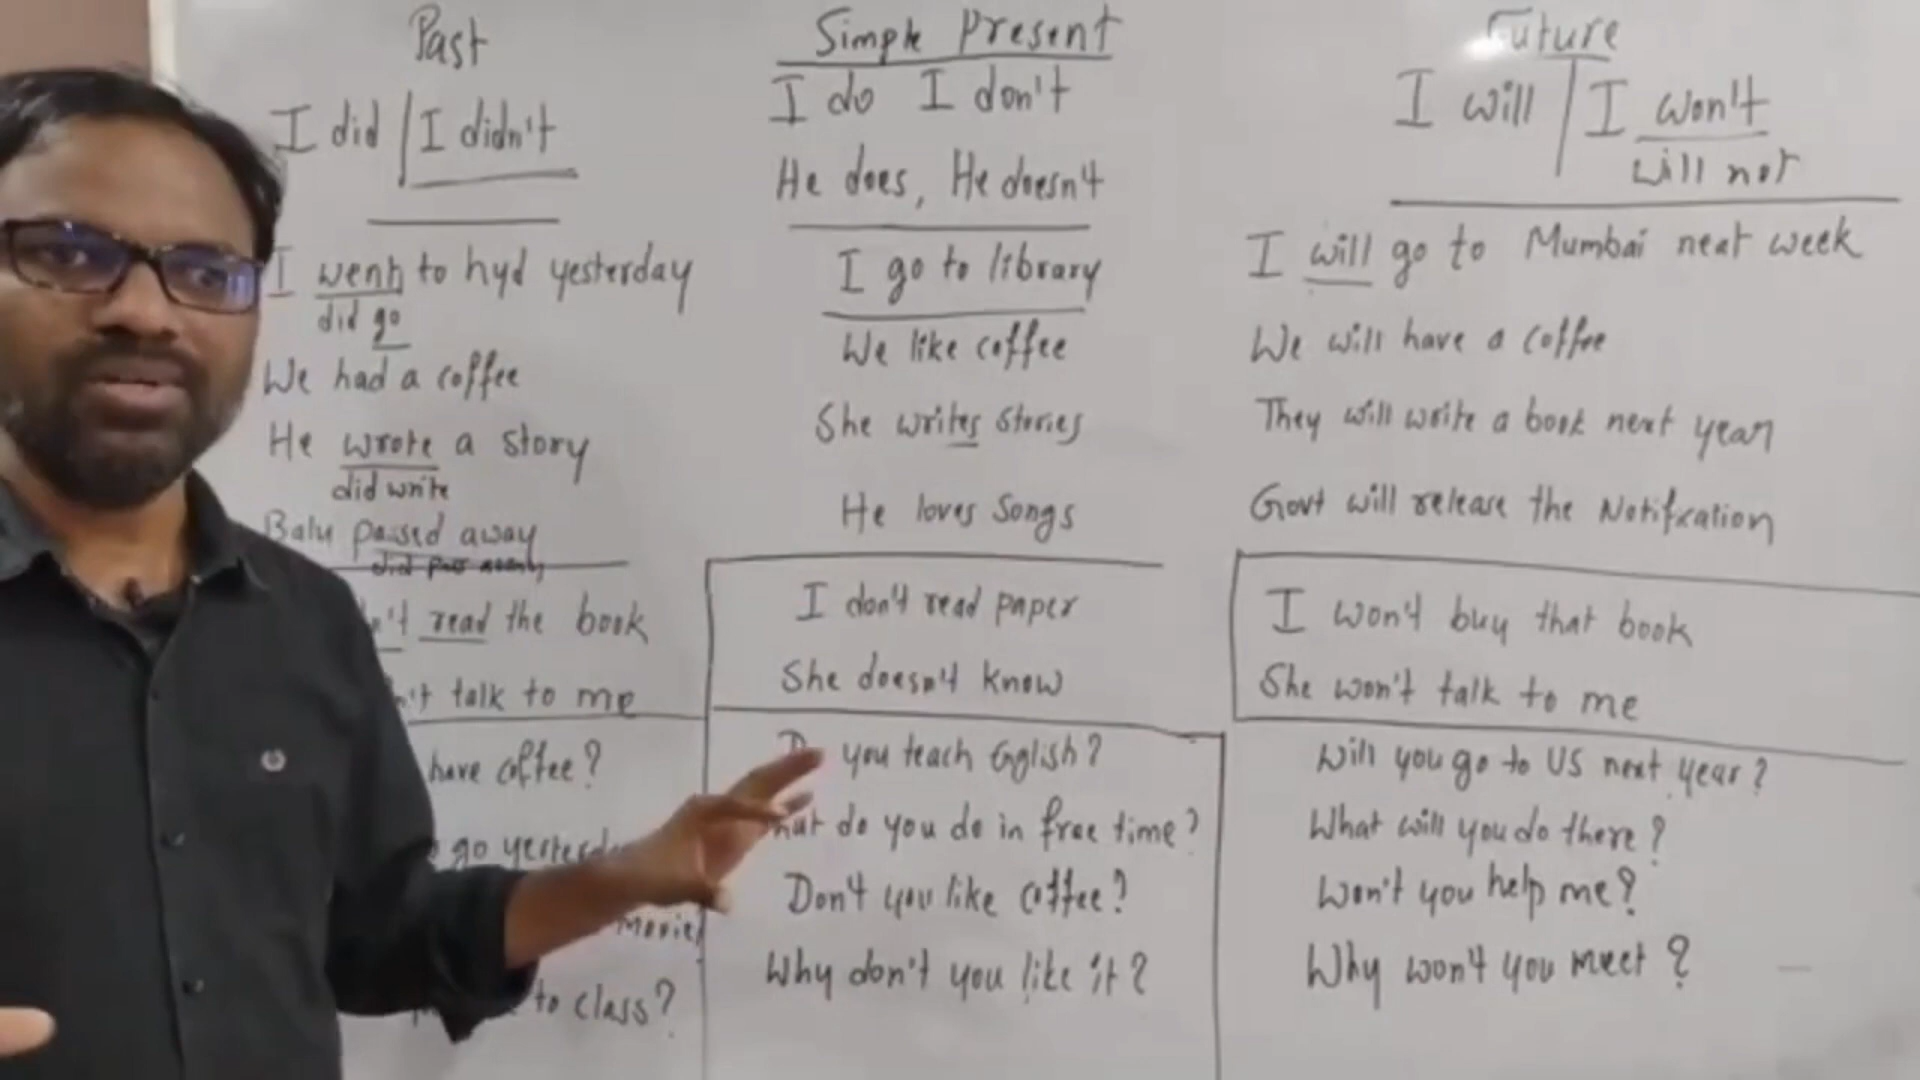 Past
I did | I didn't
I went to hyd yesterday
did go
We had a coffee
He wrote a story
did write
Balu passed away
did pass away
't read the book
n't talk to me
have coffee?
go yesterd
movie
to class?
Simple Present
I do I don't
He does, He doesn't
I go to library
We like coffee
She writes stories
He loves songs
I don't read paper
She doesn't know
you teach English?
hat do you do in free time?
Don't you like coffee?
Why don't you like it?
Future
I will | I won't
will not
I will go to Mumbai next week
We will have a coffee
They will write a book next year
Govt will release the Notification
I won't buy that book
She won't talk to me
Will you go to US next year?
What will you do there?
Won't you help me?
Why won't you meet?